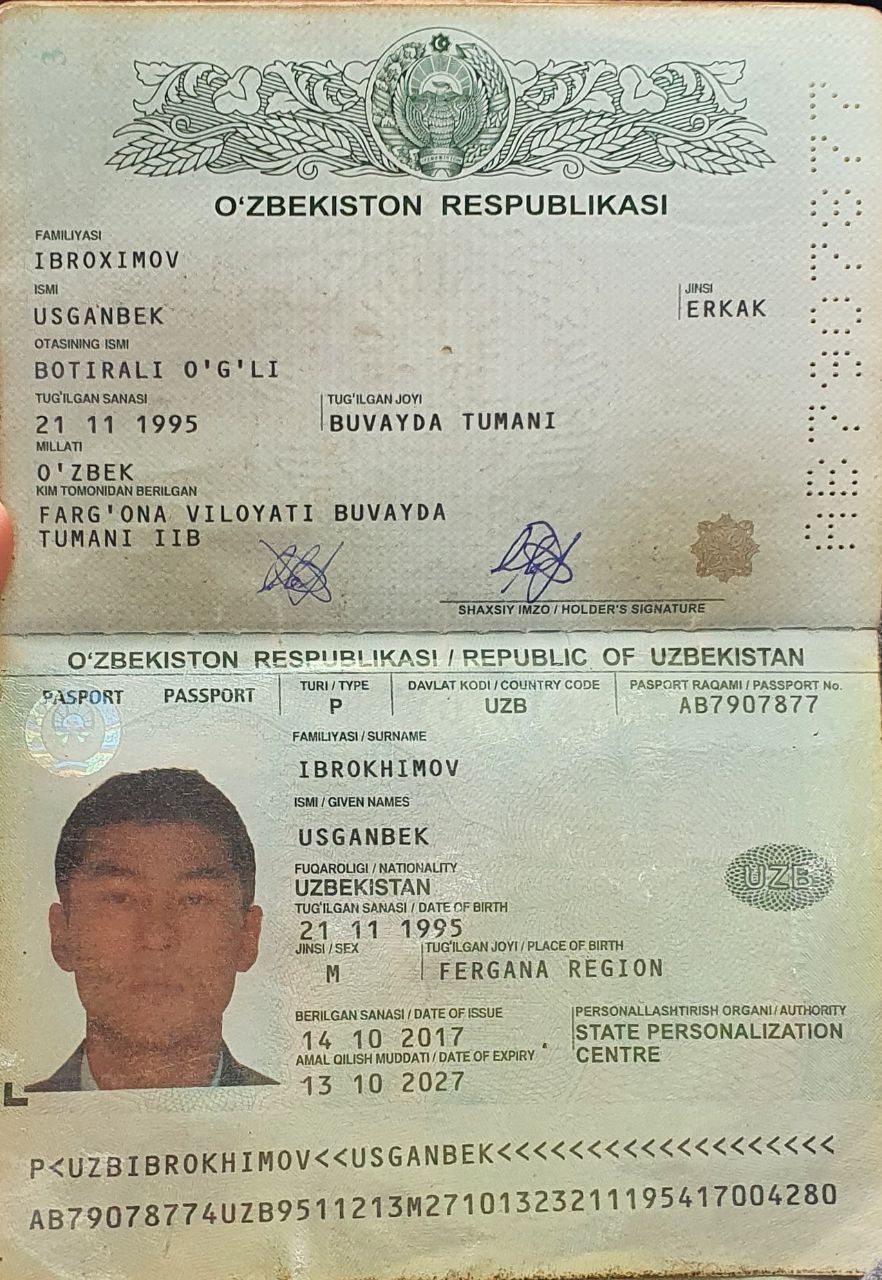 O‘ZBEKISTON RESPUBLIKASI
FAMILIYASI
IBROXIMOV
ISMI
USGANBEK
JINSI
ERKAK
OTASINING ISMI
BOTIRALI O'G'LI
TUG'ILGAN SANASI
21 11 1995
TUG'ILGAN JOYI
BUVAYDA TUMANI
MILLATI
O'ZBEK
KIM TOMONIDAN BERILGAN
FARG'ONA VILOYATI BUVAYDA
TUMANI IIB
SHAXSIY IMZO / HOLDER'S SIGNATURE
AB7907877
O‘ZBEKISTON RESPUBLIKASI / REPUBLIC OF UZBEKISTAN
PASPORT PASSPORT
TURI / TYPE
P
DAVLAT KODI / COUNTRY CODE
UZB
PASPORT RAQAMI / PASSPORT No.
AB7907877
FAMILIYASI / SURNAME
IBROKHIMOV
ISMI / GIVEN NAMES
USGANBEK
FUQAROLIGI / NATIONALITY
UZBEKISTAN
UZB
TUG'ILGAN SANASI / DATE OF BIRTH
21 11 1995
JINSI / SEX
M
TUG'ILGAN JOYI / PLACE OF BIRTH
FERGANA REGION
BERILGAN SANASI / DATE OF ISSUE
14 10 2017
AMAL QILISH MUDDATI / DATE OF EXPIRY
13 10 2027
PERSONALLASHTIRISH ORGANI / AUTHORITY
STATE PERSONALIZATION
CENTRE
P<UZBIBROKHIMOV<<USGANBEK<<<<<<<<<<<<<<<<<<<
AB79078774UZB9511213M27101323211195417004280